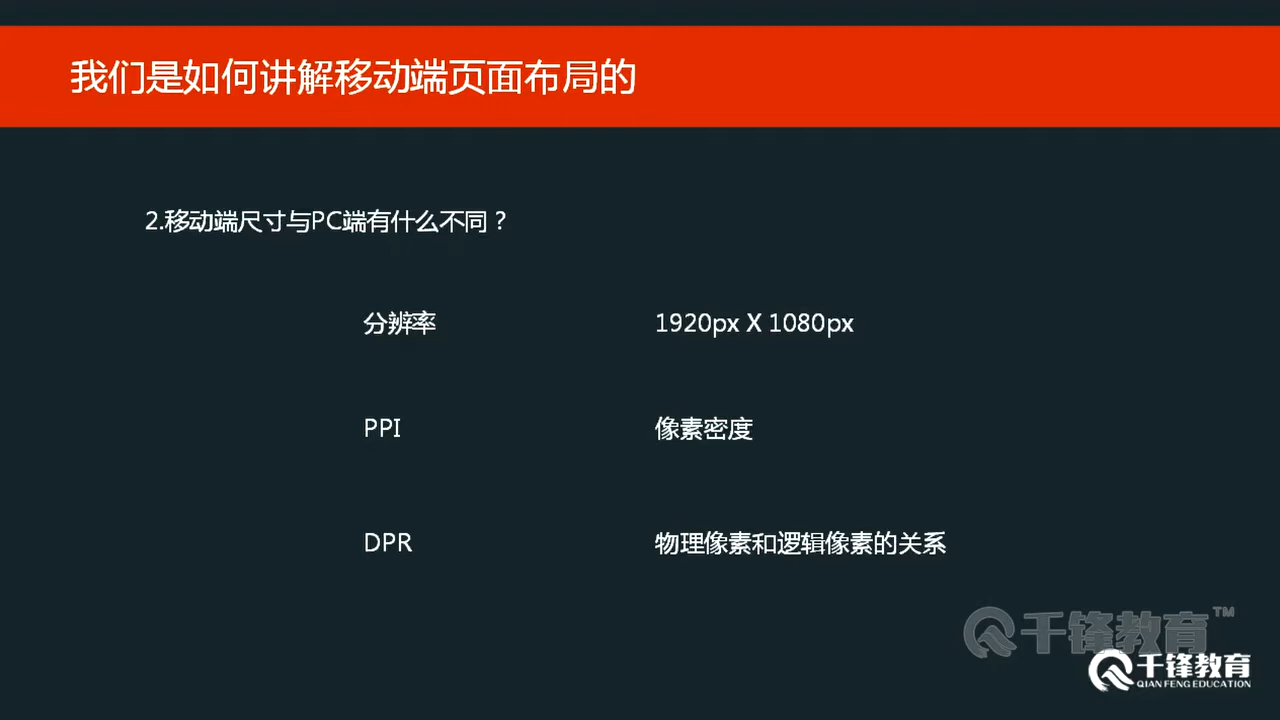 我们是如何讲解移动端页面布局的
2.移动端尺寸与PC端有什么不同？
分辨率 1920px X 1080px
PPI 像素密度
DPR 物理像素和逻辑像素的关系
千锋教育™
千锋教育
QIAN FENG EDUCATION